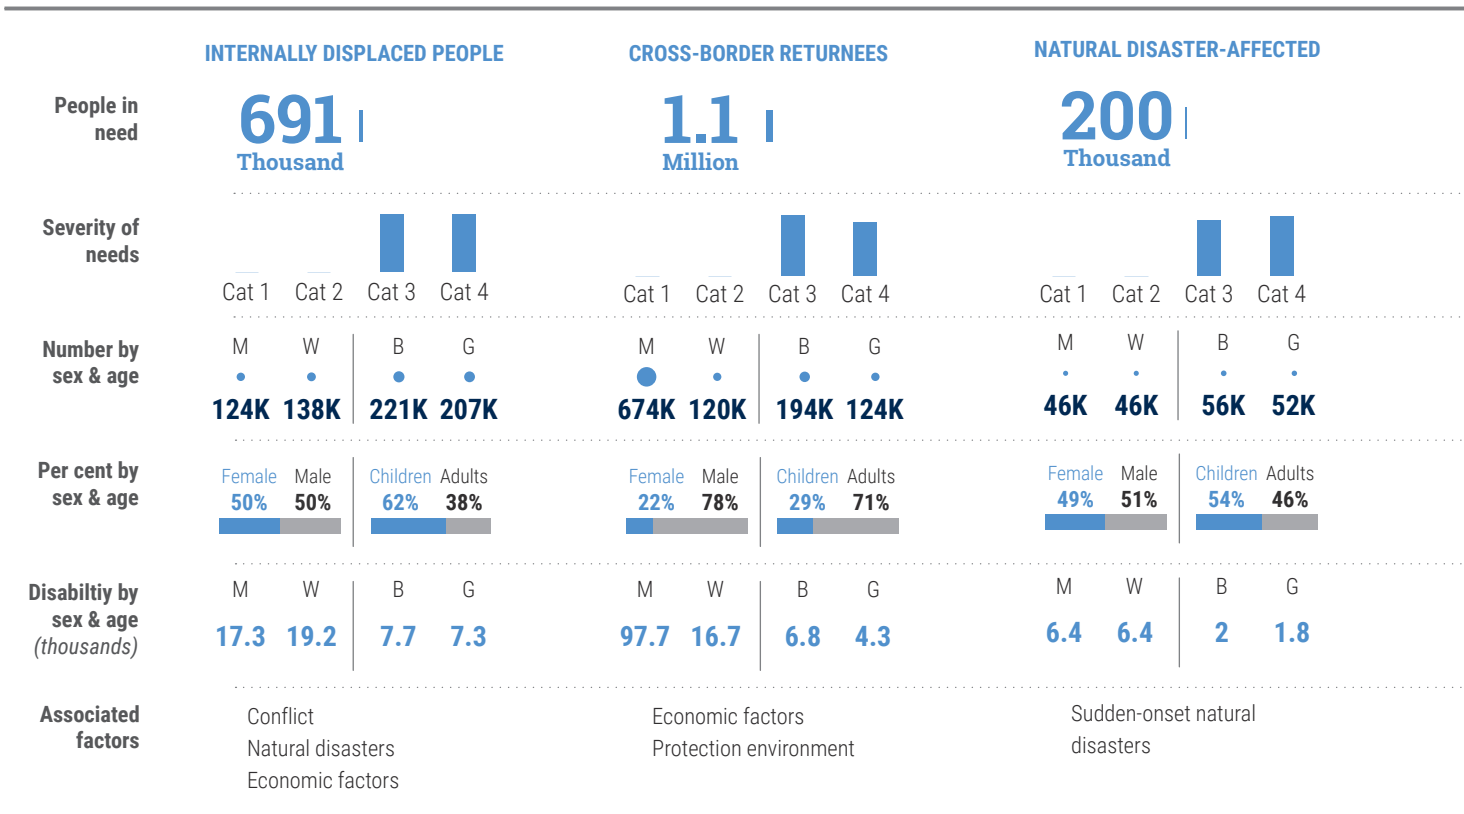 INTERNALLY DISPLACED PEOPLE CROSS-BORDER RETURNEES NATURAL DISASTER-AFFECTED
People in
need
691 1.1 200
Thousand Million Thousand
Severity of
needs
Cat 1 Cat 2 Cat 3 Cat 4 Cat 1 Cat 2 Cat 3 Cat 4 Cat 1 Cat 2 Cat 3 Cat 4
Number by
sex & age
M W B G M W B G M W B G
124K 138K 221K 207K 674K 120K 194K 124K 46K 46K 56K 52K
Per cent by
sex & age
Female Male Children Adults Female Male Children Adults Female Male Children Adults
50% 50% 62% 38% 22% 78% 29% 71% 49% 51% 54% 46%
Disabiltiy by
sex & age
(thousands)
M W B G M W B G M W B G
17.3 19.2 7.7 7.3 97.7 16.7 6.8 4.3 6.4 6.4 2 1.8
Associated
factors
Conflict
Natural disasters
Economic factors
Economic factors
Protection environment
Sudden-onset natural
disasters